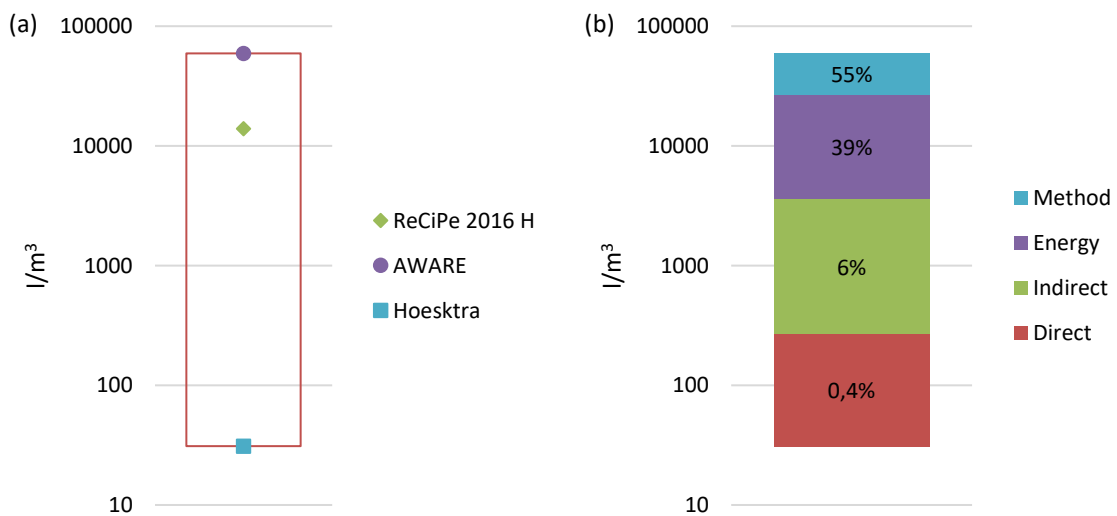 (a)
100000
10000
1000
100
10
l/m³
ReCiPe 2016 H
AWARE
Hoesktra
(b)
100000
10000
1000
100
10
l/m³
55%
39%
6%
0,4%
Method
Energy
Indirect
Direct